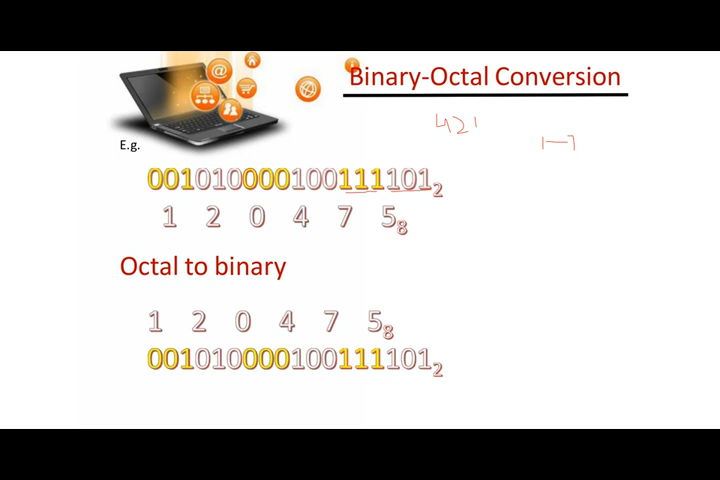 Binary-Octal Conversion
421
1—7
E.g.
001010000100111101₂
1 2 0 4 7 5₈
Octal to binary
1 2 0 4 7 5₈
001010000100111101₂